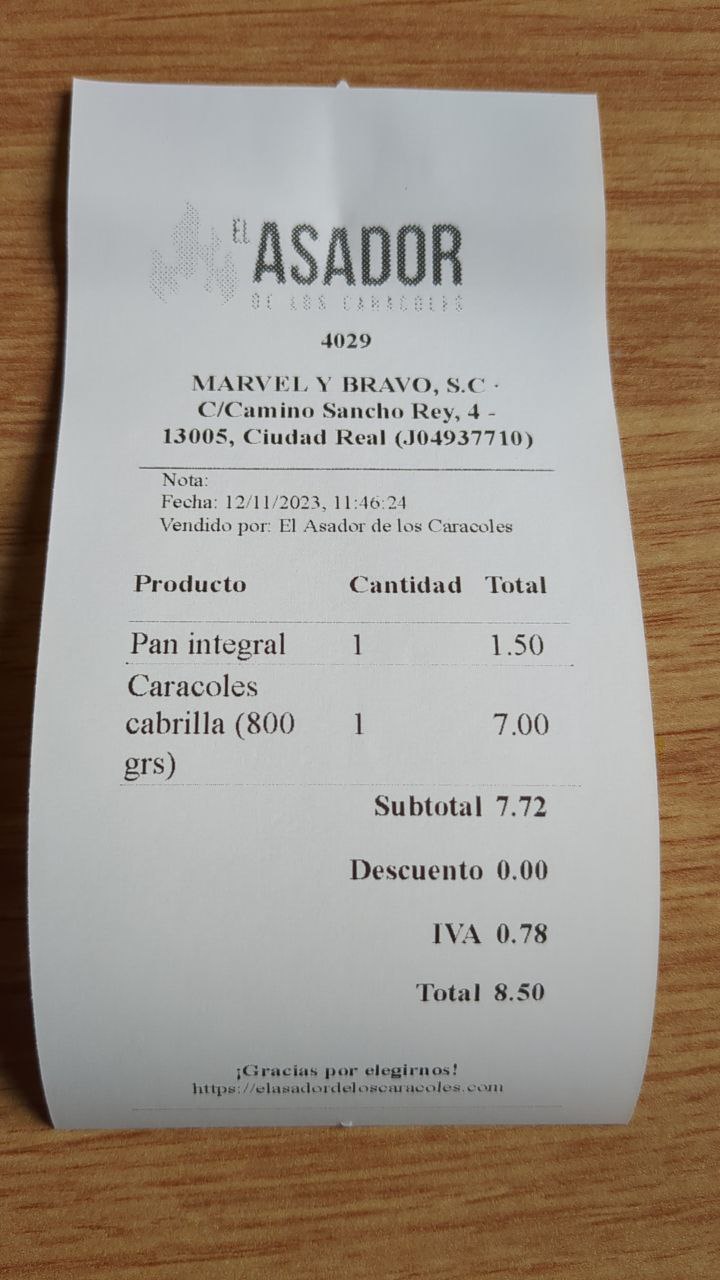 EL ASADOR
DE LOS CARACOLES
4029
MARVEL Y BRAVO, S.C ·
C/Camino Sancho Rey, 4 -
13005, Ciudad Real (J04937710)
Nota:
Fecha: 12/11/2023, 11:46:24
Vendido por: El Asador de los Caracoles
Producto Cantidad Total
Pan integral 1 1.50
Caracoles
cabrilla (800 1 7.00
grs)
Subtotal 7.72
Descuento 0.00
IVA 0.78
Total 8.50
¡Gracias por elegirnos!
https://elasadordeloscaracoles.com